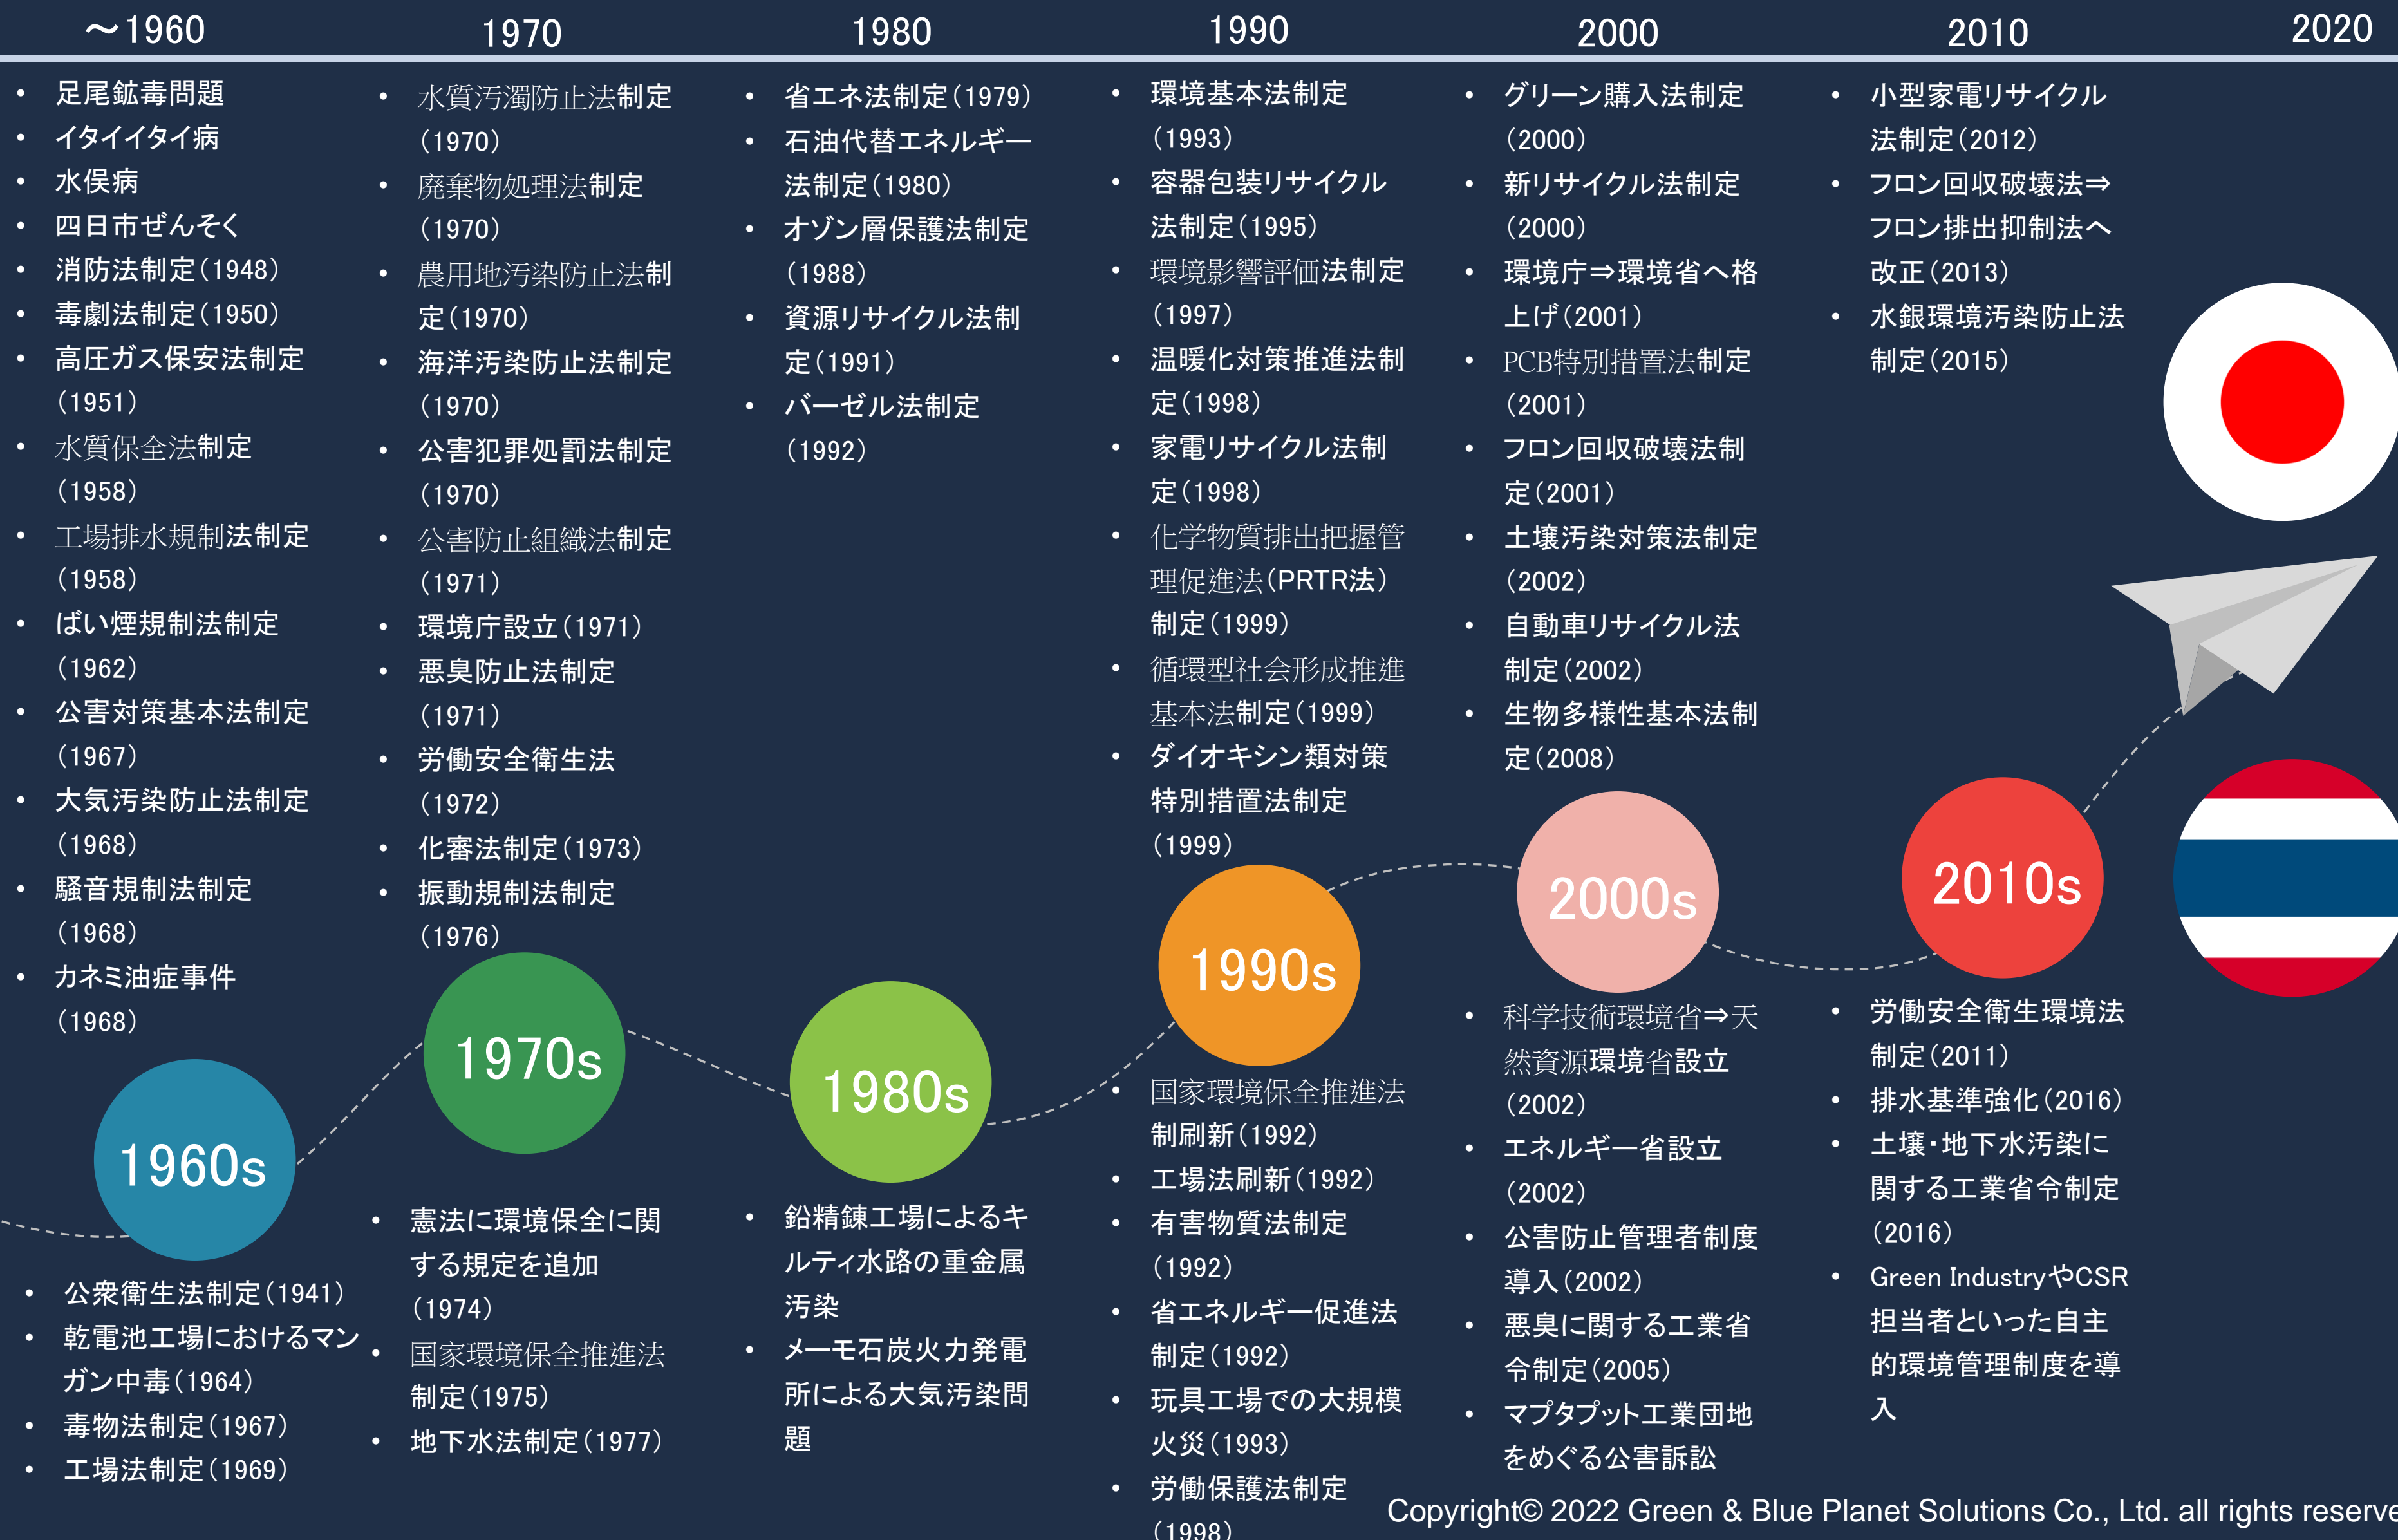 ～1960
1970
1980
1990
2000
2010
2020
• 足尾鉱毒問題
• イタイイタイ病
• 水俣病
• 四日市ぜんそく
• 消防法制定（1948）
• 毒劇法制定（1950）
• 高圧ガス保安法制定
（1951）
• 水質保全法制定
（1958）
• 工場排水規制法制定
（1958）
• ばい煙規制法制定
（1962）
• 公害対策基本法制定
（1967）
• 大気汚染防止法制定
（1968）
• 騒音規制法制定
（1968）
• カネミ油症事件
（1968）
• 水質汚濁防止法制定
（1970）
• 廃棄物処理法制定
（1970）
• 農用地汚染防止法制
定（1970）
• 海洋汚染防止法制定
（1970）
• 公害犯罪処罰法制定
（1970）
• 公害防止組織法制定
（1971）
• 環境庁設立（1971）
• 悪臭防止法制定
（1971）
• 労働安全衛生法
（1972）
• 化審法制定（1973）
• 振動規制法制定
（1976）
• 省エネ法制定（1979）
• 石油代替エネルギー
法制定（1980）
• オゾン層保護法制定
（1988）
• 資源リサイクル法制
定（1991）
• バーゼル法制定
（1992）
• 環境基本法制定
（1993）
• 容器包装リサイクル
法制定（1995）
• 環境影響評価法制定
（1997）
• 温暖化対策推進法制
定（1998）
• 家電リサイクル法制
定（1998）
• 化学物質排出把握管
理促進法（PRTR法）
制定（1999）
• 循環型社会形成推進
基本法制定（1999）
• ダイオキシン類対策
特別措置法制定
（1999）
• グリーン購入法制定
（2000）
• 新リサイクル法制定
（2000）
• 環境庁⇒環境省へ格
上げ（2001）
• PCB特別措置法制定
（2001）
• フロン回収破壊法制
定（2001）
• 土壌汚染対策法制定
（2002）
• 自動車リサイクル法
制定（2002）
• 生物多様性基本法制
定（2008）
• 小型家電リサイクル
法制定（2012）
• フロン回収破壊法⇒
フロン排出抑制法へ
改正（2013）
• 水銀環境汚染防止法
制定（2015）
1960s
1970s
1980s
1990s
2000s
2010s
• 公衆衛生法制定（1941）
• 乾電池工場におけるマン
ガン中毒（1964）
• 毒物法制定（1967）
• 工場法制定（1969）
• 憲法に環境保全に関
する規定を追加
（1974）
• 国家環境保全推進法
制定（1975）
• 地下水法制定（1977）
• 鉛精錬工場によるキ
ルティ水路の重金属
汚染
• メーモ石炭火力発電
所による大気汚染問
題
• 国家環境保全推進法
制刷新（1992）
• 工場法刷新（1992）
• 有害物質法制定
（1992）
• 省エネルギー促進法
制定（1992）
• 玩具工場での大規模
火災（1993）
• 労働保護法制定
（1998）
• 科学技術環境省⇒天
然資源環境省設立
（2002）
• エネルギー省設立
（2002）
• 公害防止管理者制度
導入（2002）
• 悪臭に関する工業省
令制定（2005）
• マプタプット工業団地
をめぐる公害訴訟
• 労働安全衛生環境法
制定（2011）
• 排水基準強化（2016）
• 土壌・地下水汚染に
関する工業省令制定
（2016）
• Green IndustryやCSR
担当者といった自主
的環境管理制度を導
入
Copyright© 2022 Green & Blue Planet Solutions Co., Ltd. all rights reserve